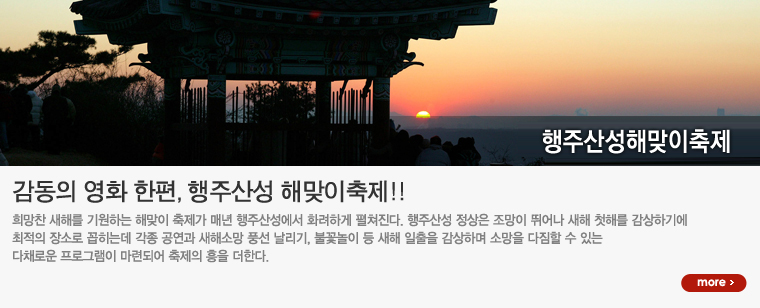 행주산성해맞이축제
감동의 영화 한편, 행주산성 해맞이축제!!
희망찬 새해를 기원하는 해맞이 축제가 매년 행주산성에서 화려하게 펼쳐진다. 행주산성 정상은 조망이 뛰어나 새해 첫해를 감상하기에
최적의 장소로 꼽히는데 각종 공연과 새해소망 풍선 날리기, 불꽃놀이 등 새해 일출을 감상하며 소망을 다짐할 수 있는
다채로운 프로그램이 마련되어 축제의 흥을 더한다.
more >